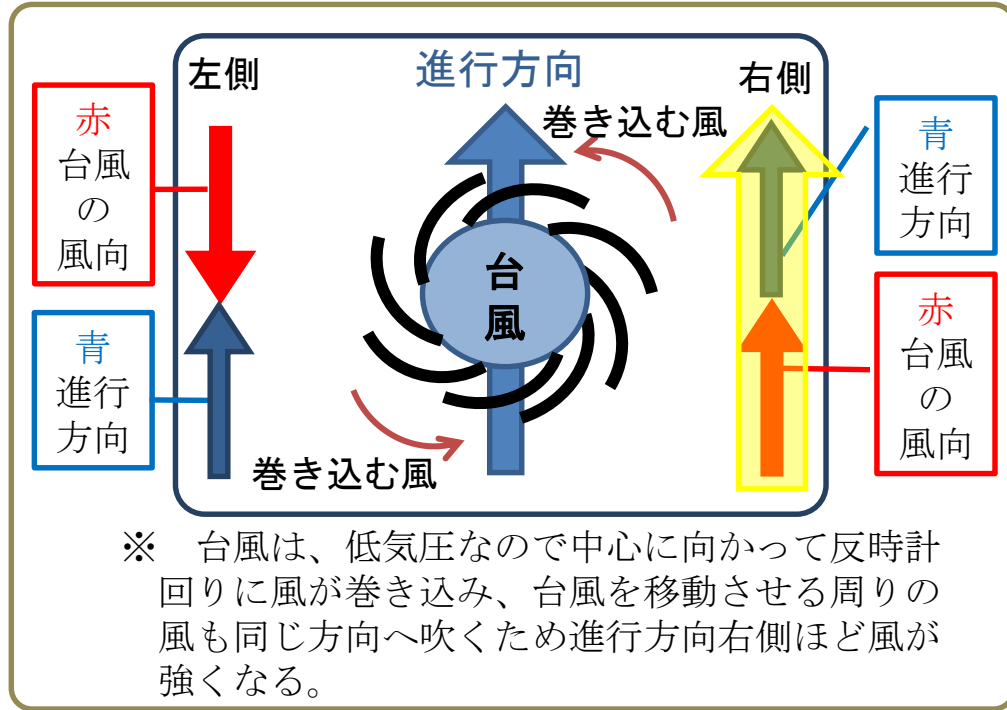 進行方向
左側
右側
巻き込む風
赤
台風
の
風向
青
進行
方向
台
風
青
進行
方向
赤
台風
の
風向
巻き込む風
※　台風は、低気圧なので中心に向かって反時計
回りに風が巻き込み、台風を移動させる周りの
風も同じ方向へ吹くため進行方向右側ほど風が
強くなる。